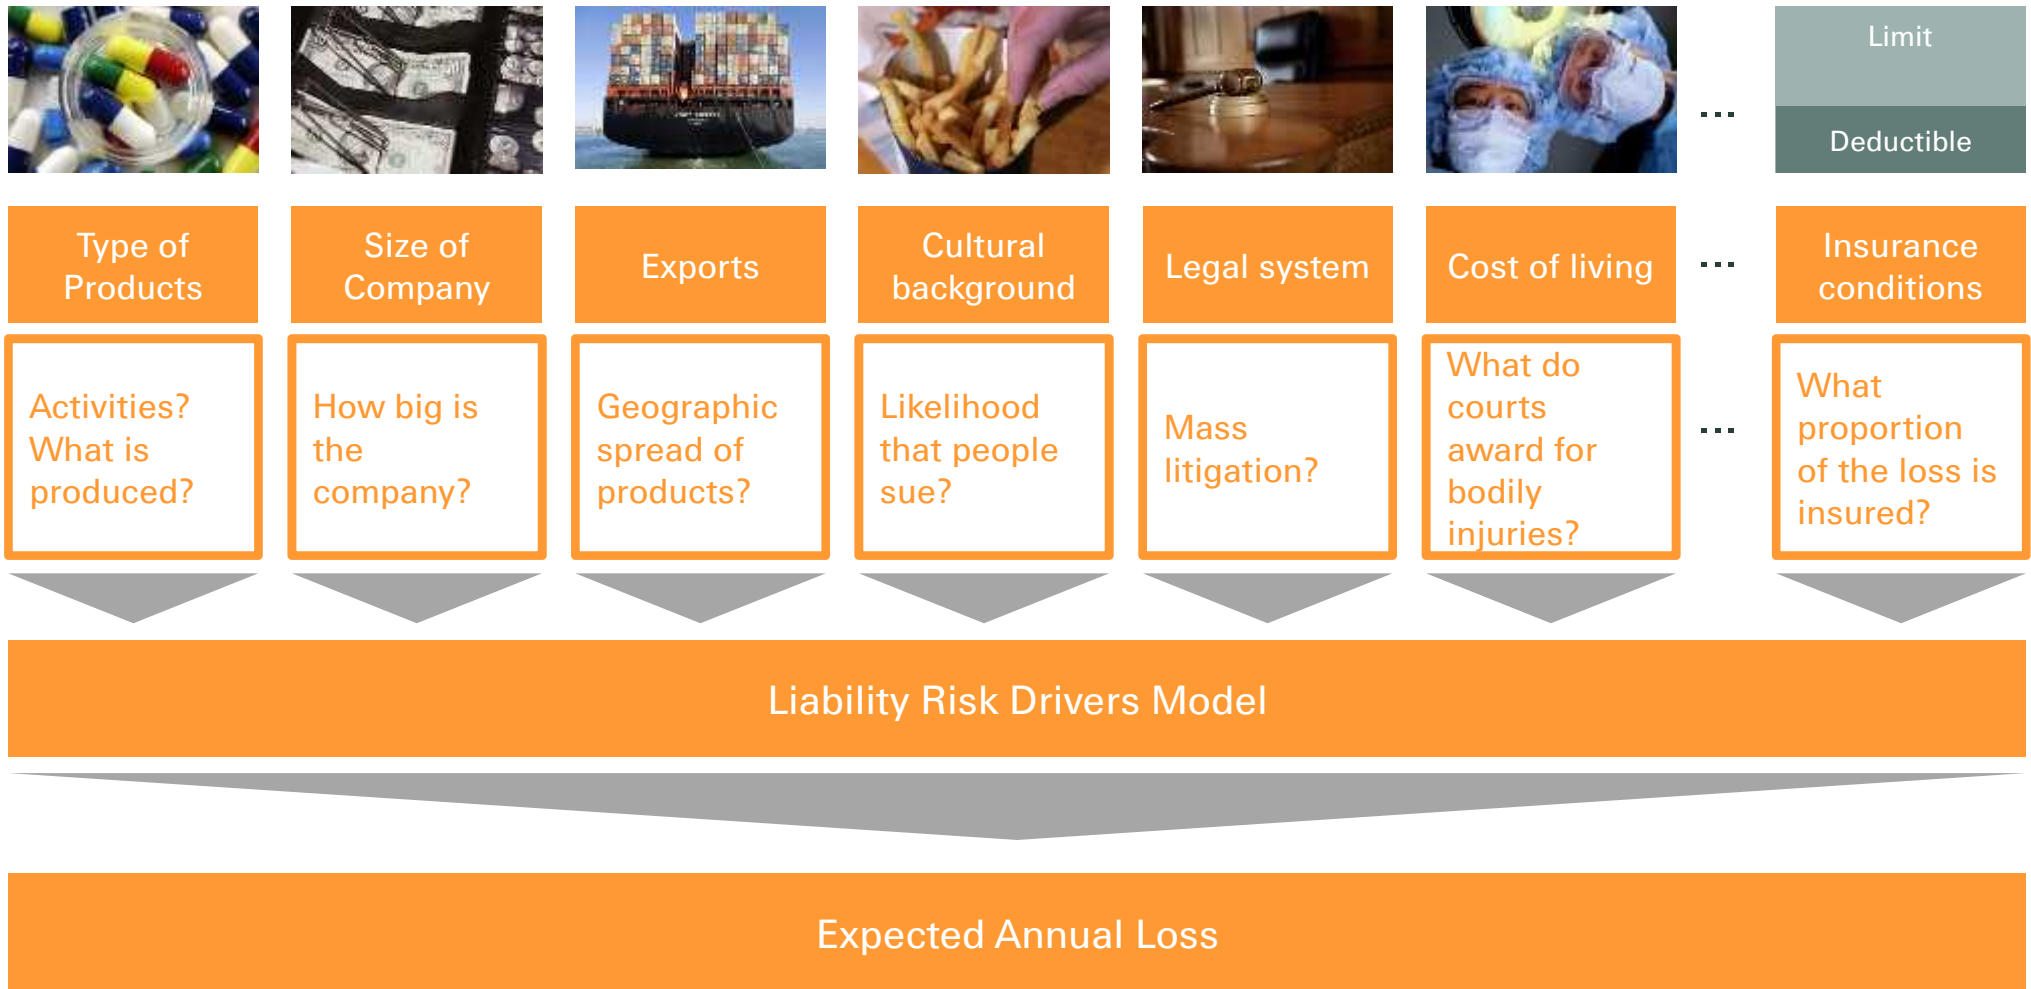 Limit
Deductible
Type of
Products
Size of
Company
Exports
Cultural
background
Legal system
Cost of living
...
Insurance
conditions
Activities?
What is
produced?
How big is
the
company?
Geographic
spread of
products?
Likelihood
that people
sue?
Mass
litigation?
What do
courts
award for
bodily
injuries?
...
What
proportion
of the loss is
insured?
Liability Risk Drivers Model
Expected Annual Loss